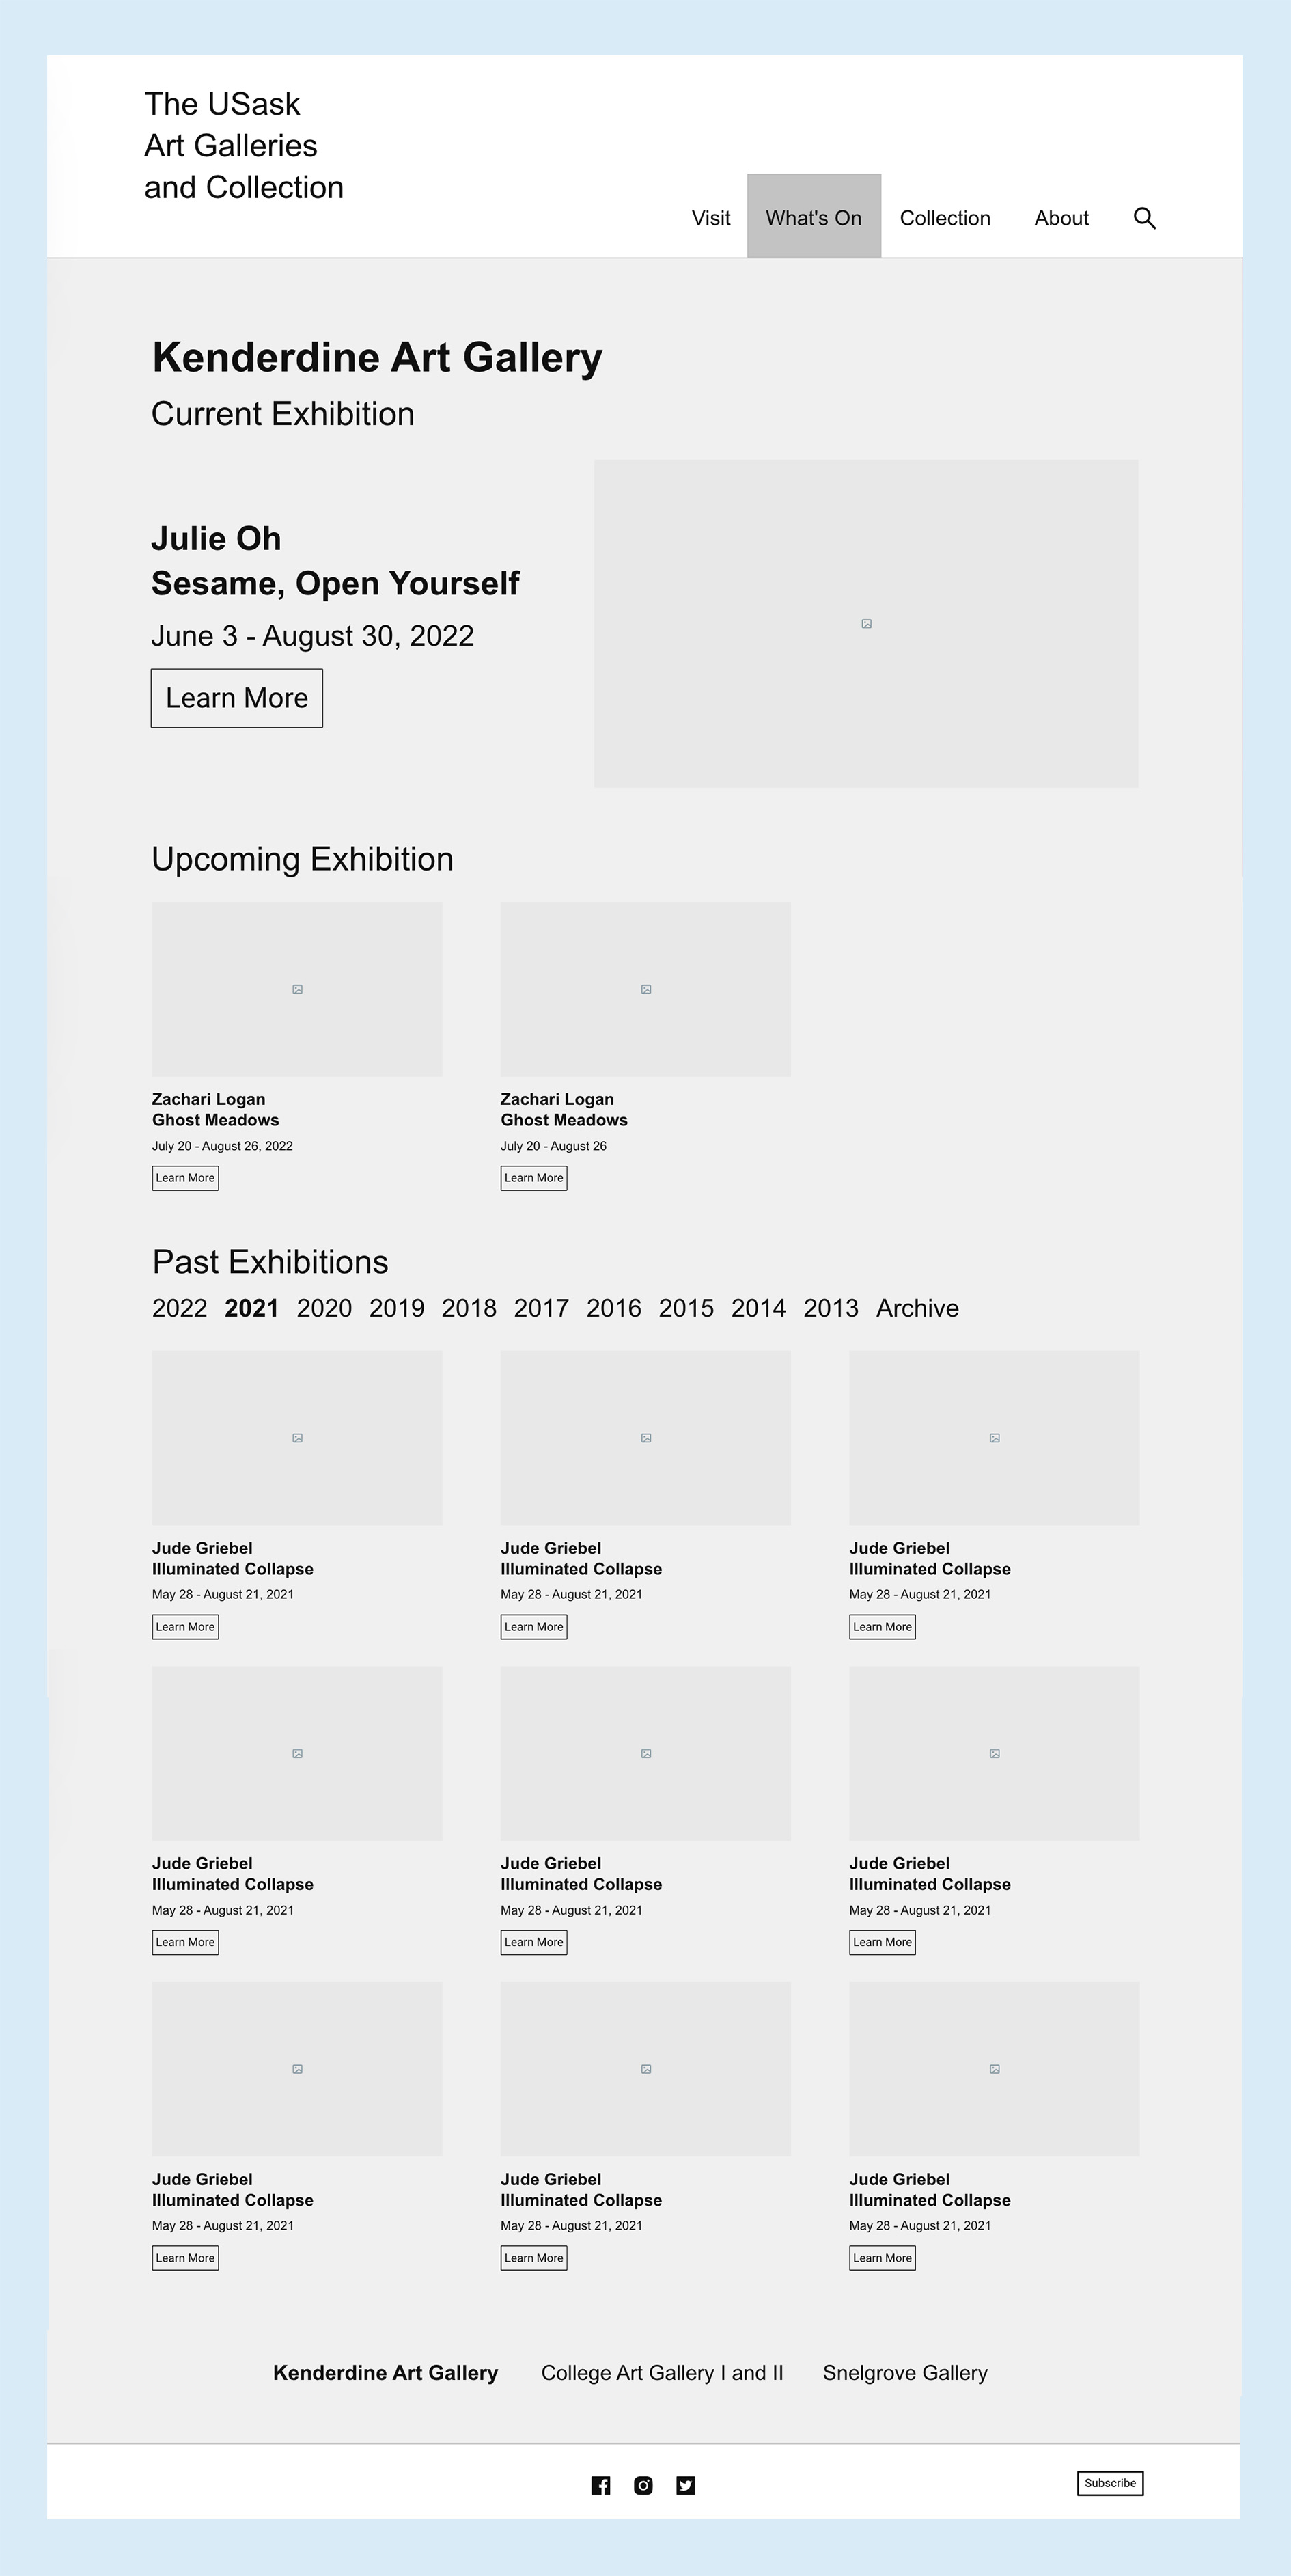 The USask
Art Galleries
and Collection
Visit What's On Collection About
Kenderdine Art Gallery
Current Exhibition
Julie Oh
Sesame, Open Yourself
June 3 - August 30, 2022
Learn More
Upcoming Exhibition
Zachari Logan
Ghost Meadows
July 20 - August 26, 2022
Learn More
Zachari Logan
Ghost Meadows
July 20 - August 26
Learn More
Past Exhibitions
2022 2021 2020 2019 2018 2017 2016 2015 2014 2013 Archive
Jude Griebel
Illuminated Collapse
May 28 - August 21, 2021
Learn More
Jude Griebel
Illuminated Collapse
May 28 - August 21, 2021
Learn More
Jude Griebel
Illuminated Collapse
May 28 - August 21, 2021
Learn More
Jude Griebel
Illuminated Collapse
May 28 - August 21, 2021
Learn More
Jude Griebel
Illuminated Collapse
May 28 - August 21, 2021
Learn More
Jude Griebel
Illuminated Collapse
May 28 - August 21, 2021
Learn More
Jude Griebel
Illuminated Collapse
May 28 - August 21, 2021
Learn More
Jude Griebel
Illuminated Collapse
May 28 - August 21, 2021
Learn More
Jude Griebel
Illuminated Collapse
May 28 - August 21, 2021
Learn More
Kenderdine Art Gallery College Art Gallery I and II Snelgrove Gallery
Subscribe